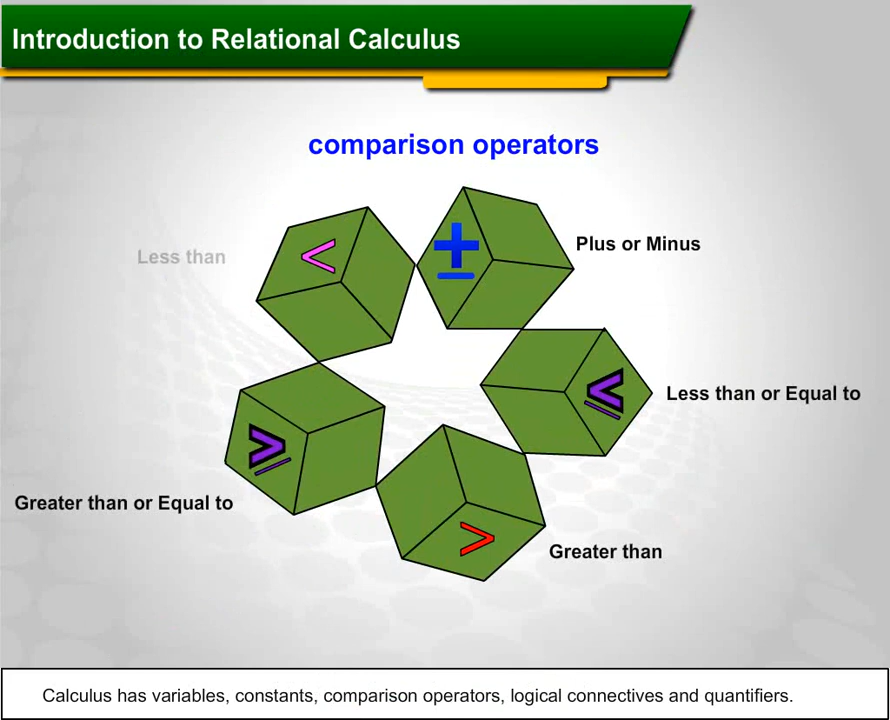 Introduction to Relational Calculus
comparison operators
<
±
Less than
Plus or Minus
≤
Less than or Equal to
≥
Greater than or Equal to
>
Greater than
Calculus has variables, constants, comparison operators, logical connectives and quantifiers.